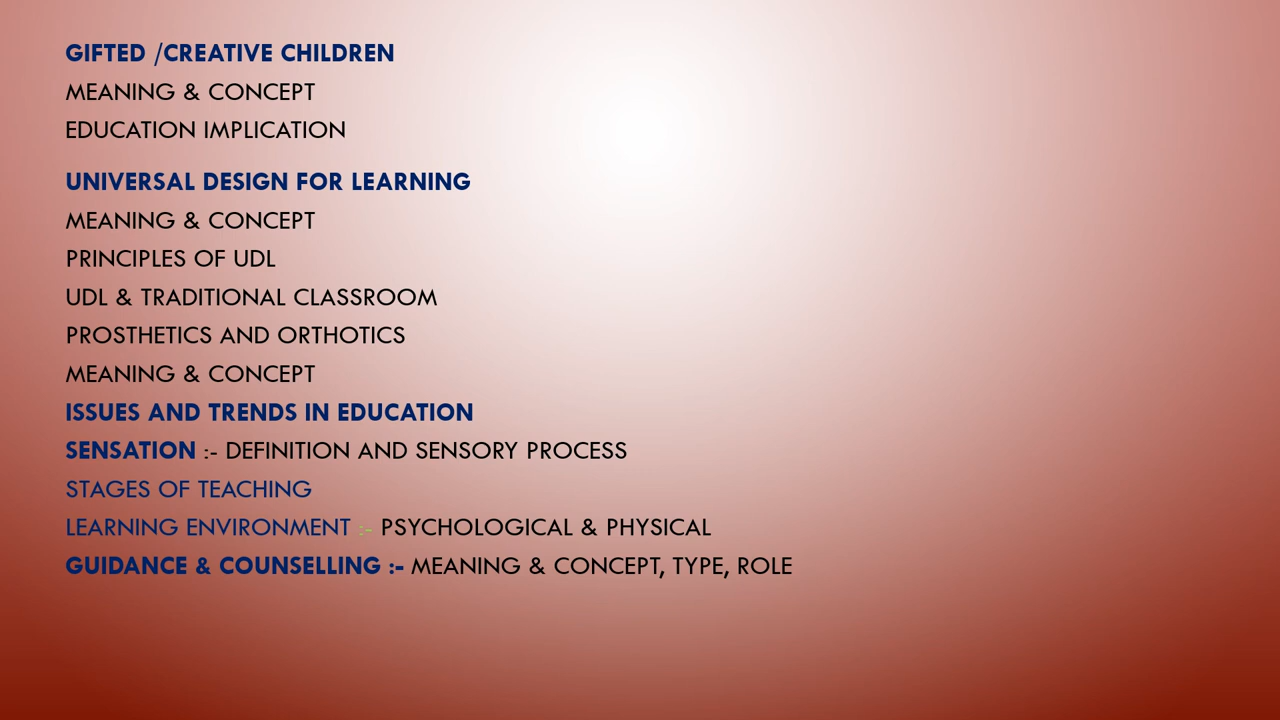 GIFTED /CREATIVE CHILDREN
MEANING & CONCEPT
EDUCATION IMPLICATION
UNIVERSAL DESIGN FOR LEARNING
MEANING & CONCEPT
PRINCIPLES OF UDL
UDL & TRADITIONAL CLASSROOM
PROSTHETICS AND ORTHOTICS
MEANING & CONCEPT
ISSUES AND TRENDS IN EDUCATION
SENSATION :- DEFINITION AND SENSORY PROCESS
STAGES OF TEACHING
LEARNING ENVIRONMENT :- PSYCHOLOGICAL & PHYSICAL
GUIDANCE & COUNSELLING :- MEANING & CONCEPT, TYPE, ROLE